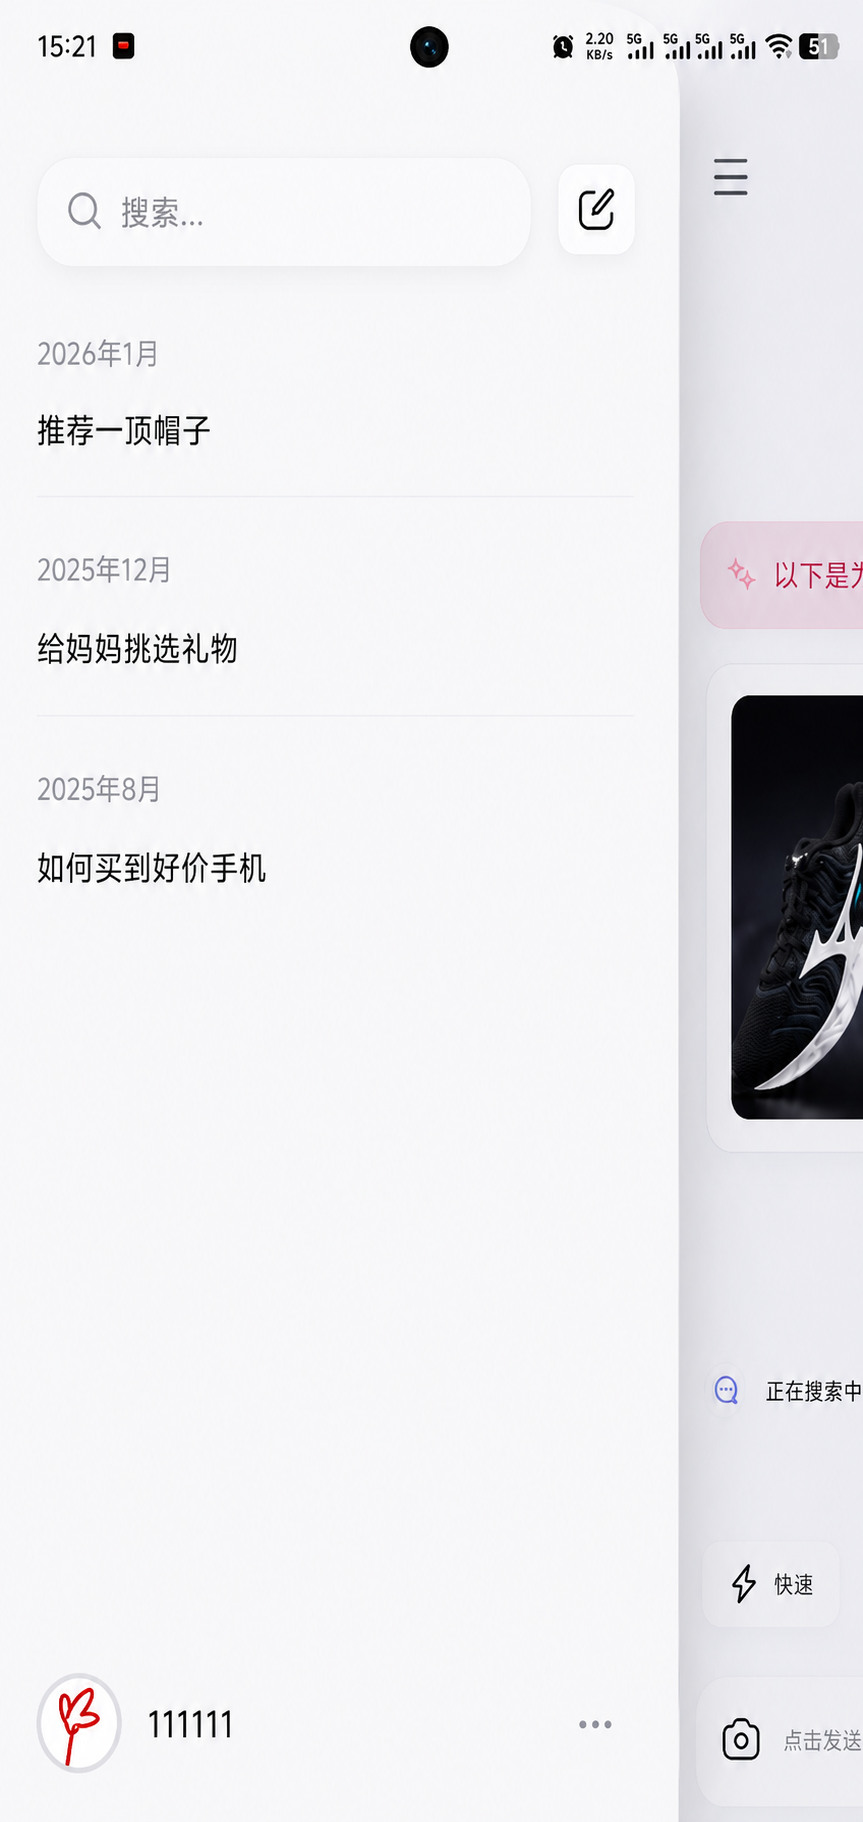 15:21
2.20
KB/s
5G 5G 5G 5G
51
搜索...
2026年1月
推荐一顶帽子
2025年12月
给妈妈挑选礼物
2025年8月
如何买到好价手机
111111
以下是
正在搜索中
快速
点击发送